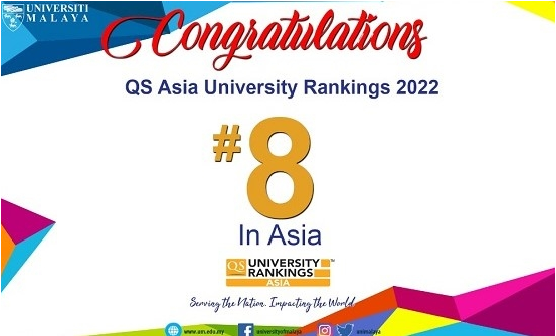 UNIVERSITI
MALAYA
Congratulations
QS Asia University Rankings 2022
#8
In Asia
QS UNIVERSITY
RANKINGS
ASIA
Serving the Nation. Impacting the World
www.um.edu.my universityofmalaya unimalaya